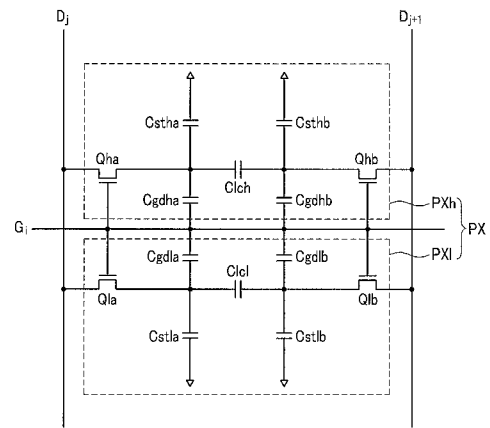 Dj Dj+1
Cstha Csthb
Qha Clch Qhb
Cgdha Cgdhb PXh
Gi PX
Cgdla Clcl Cgdlb PXl
Qla Qlb
Cstla Cstlb